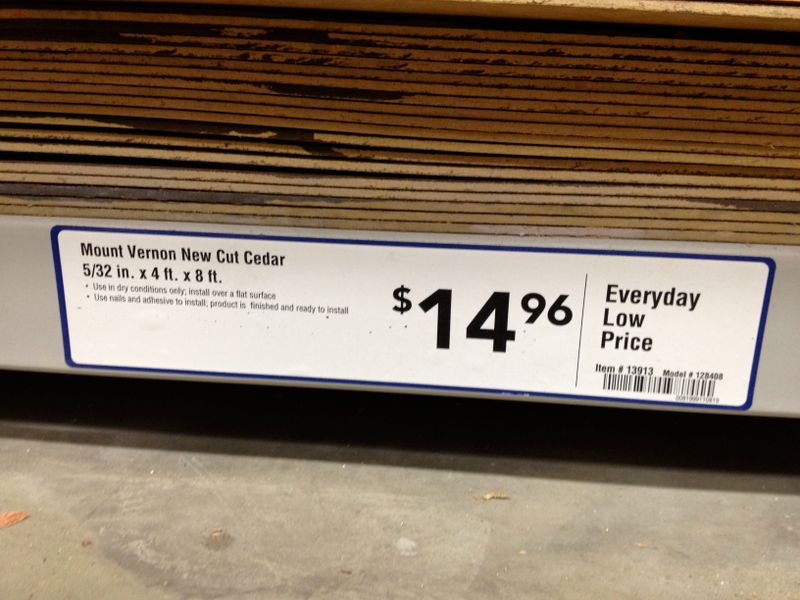 Mount Vernon New Cut Cedar
5/32 in. x 4 ft. x 8 ft.
• Use in dry conditions only; install over a flat surface
• Use nails and adhesive to install; product is finished and ready to install
$14 96
Everyday
Low
Price
Item # 13913 Model # 128408